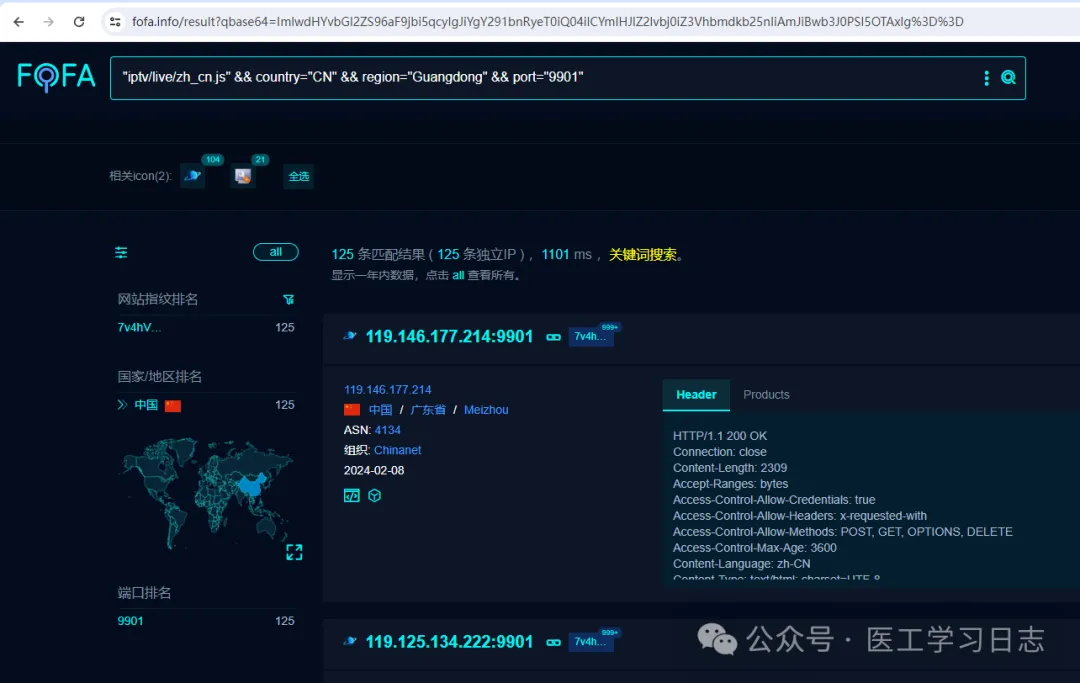 fofa.info/result?qbase64=ImlwdHYvbGl2ZS96aF9jbi5qcyIgJiYgY291bnRyeT0iQ04iICYmIHJlZ2lvbj0iZ3Vhbmdkb25nIiAmJiBwb3J0PSI5OTAxIg%3D%3D
FOFA
"iptv/live/zh_cn.js" && country="CN" && region="Guangdong" && port="9901"
相关icon(2): 104 21 全选
all
125 条匹配结果 ( 125 条独立IP ) ，1101 ms ，关键词搜索。
显示一年内数据，点击 all 查看所有。
网站指纹排名
7v4hV... 125
国家/地区排名
中国 125
端口排名
9901 125
119.146.177.214:9901 7v4h... 999+
119.146.177.214
中国 / 广东省 / Meizhou
ASN: 4134
组织: Chinanet
2024-02-08
Header Products
HTTP/1.1 200 OK
Connection: close
Content-Length: 2309
Accept-Ranges: bytes
Access-Control-Allow-Credentials: true
Access-Control-Allow-Headers: x-requested-with
Access-Control-Allow-Methods: POST, GET, OPTIONS, DELETE
Access-Control-Max-Age: 3600
Content-Language: zh-CN
Content-Type: text/html; charset=UTF-8
119.125.134.222:9901 7v4h... 999+
公众号 · 医工学习日志